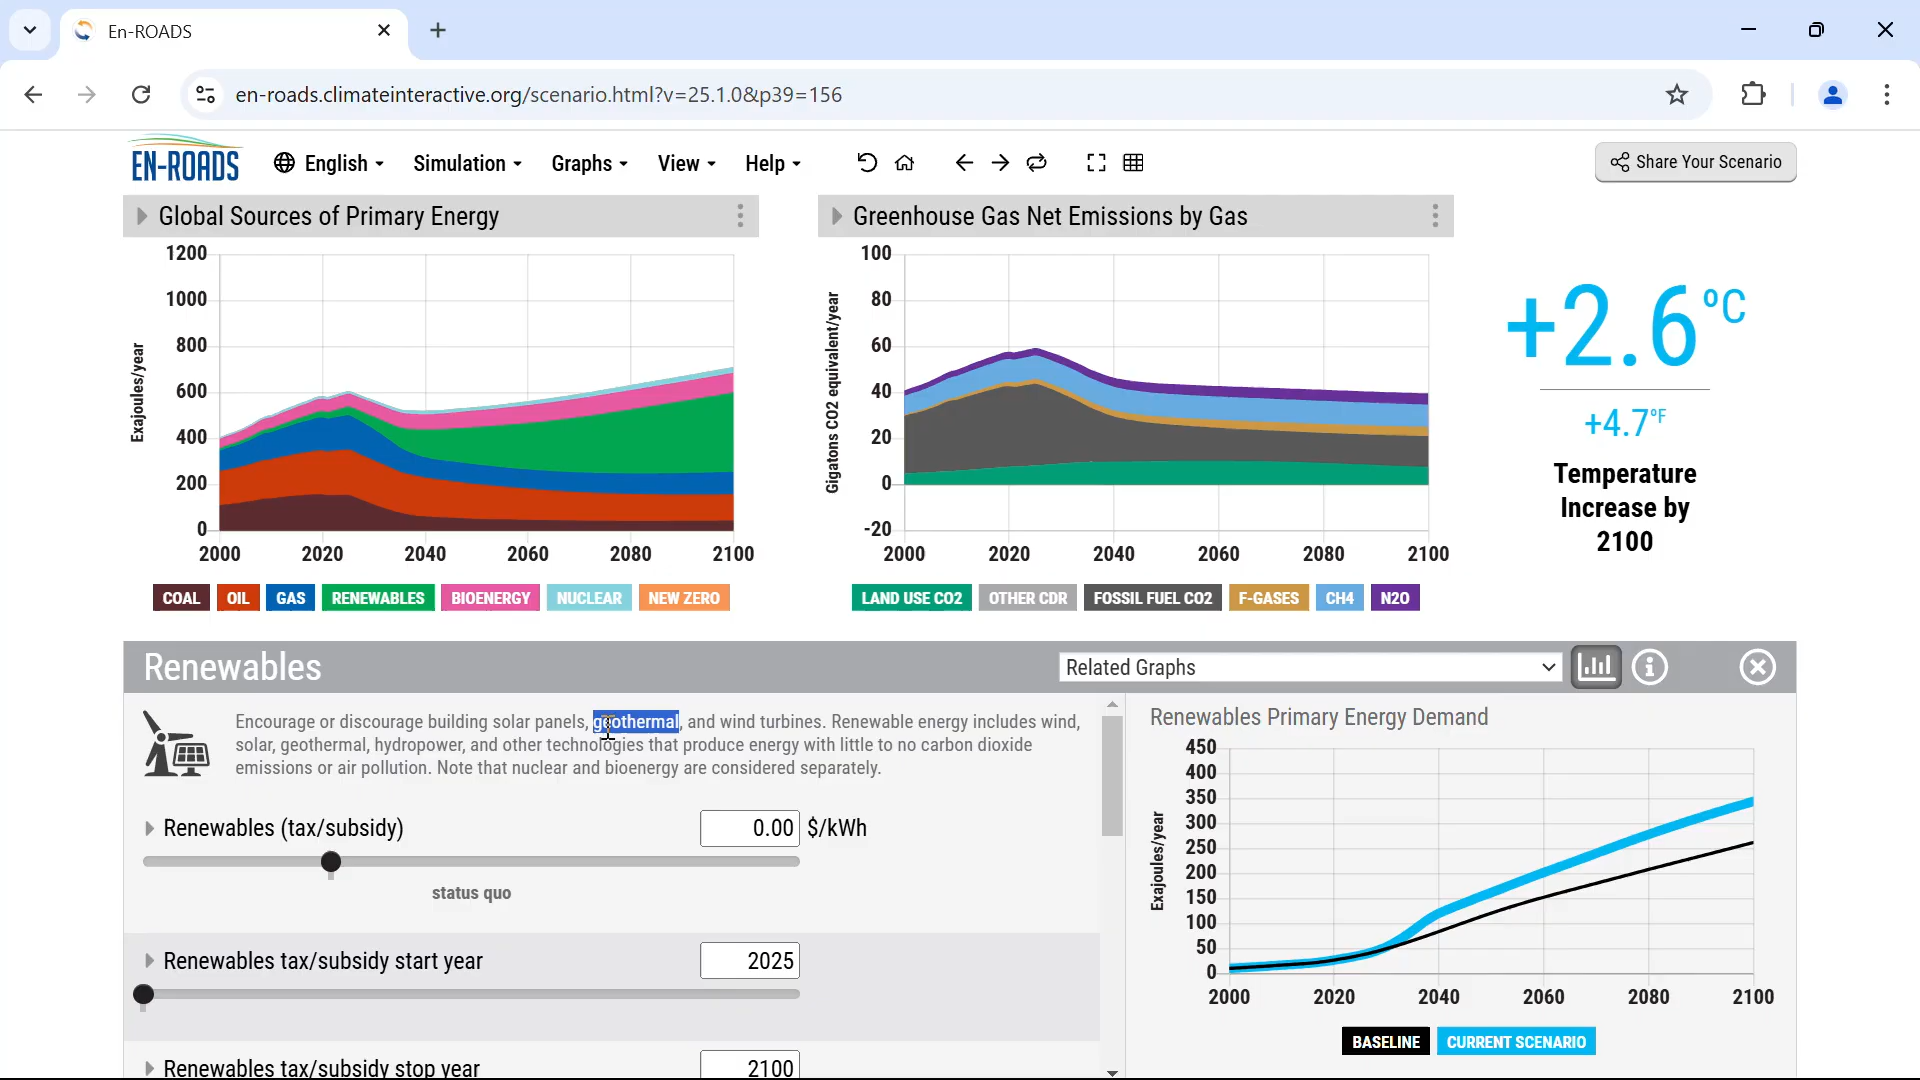 En-ROADS
en-roads.climateinteractive.org/scenario.html?v=25.1.0&p39=156
EN-ROADS
English
Simulation
Graphs
View
Help
Share Your Scenario
Global Sources of Primary Energy
Exajoules/year
1200
1000
800
600
400
200
0
2000 2020 2040 2060 2080 2100
COAL OIL GAS RENEWABLES BIOENERGY NUCLEAR NEW ZERO
Greenhouse Gas Net Emissions by Gas
Gigatons CO2 equivalent/year
100
80
60
40
20
0
-20
2000 2020 2040 2060 2080 2100
LAND USE CO2 OTHER CDR FOSSIL FUEL CO2 F-GASES CH4 N2O
+2.6°C
+4.7°F
Temperature
Increase by
2100
Renewables
Related Graphs
Encourage or discourage building solar panels, geothermal, and wind turbines. Renewable energy includes wind,
solar, geothermal, hydropower, and other technologies that produce energy with little to no carbon dioxide
emissions or air pollution. Note that nuclear and bioenergy are considered separately.
Renewables (tax/subsidy) 0.00 $/kWh
status quo
Renewables tax/subsidy start year 2025
Renewables tax/subsidy stop year 2100
Renewables Primary Energy Demand
Exajoules/year
450
400
350
300
250
200
150
100
50
0
2000 2020 2040 2060 2080 2100
BASELINE CURRENT SCENARIO